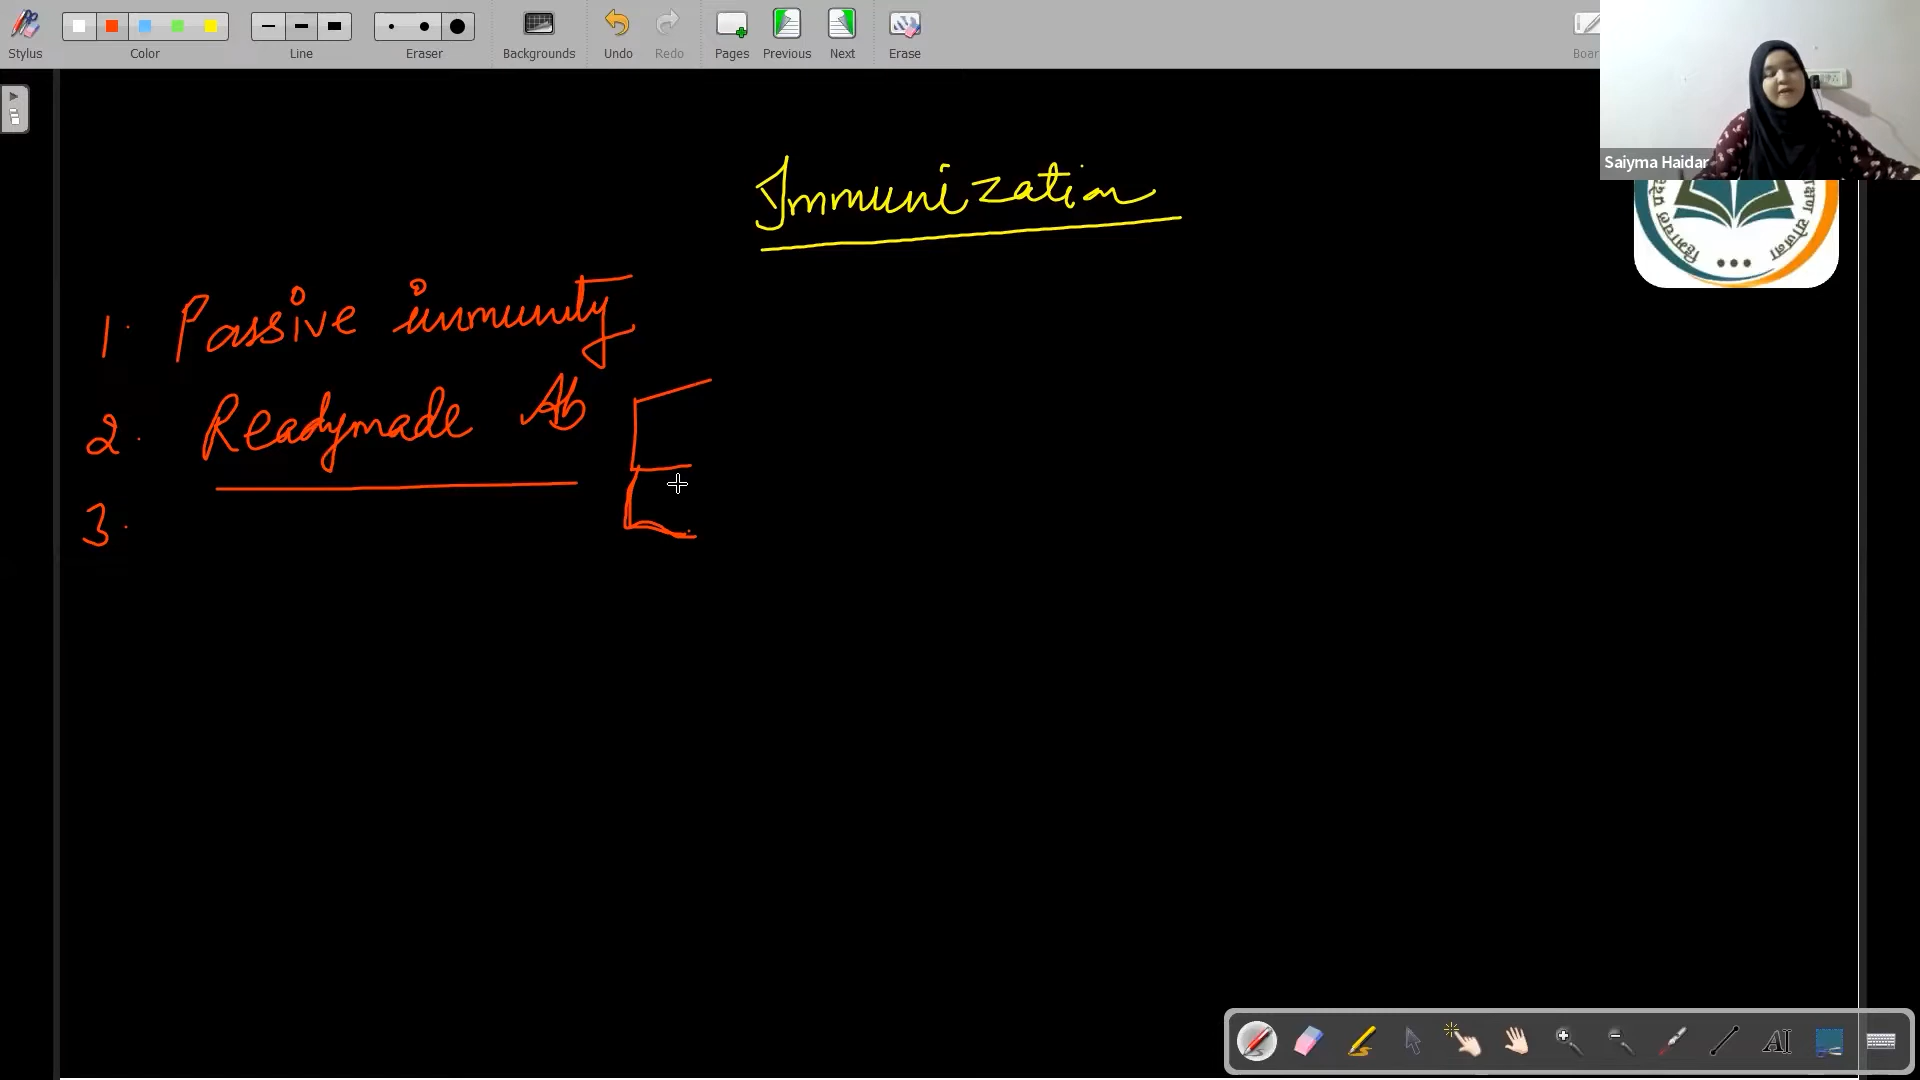 Stylus Color Line Eraser Backgrounds Undo Redo Pages Previous Next Erase
Saiyma Haidar
Immunization
1. Passive immunity
2. Readymade Ab
3.